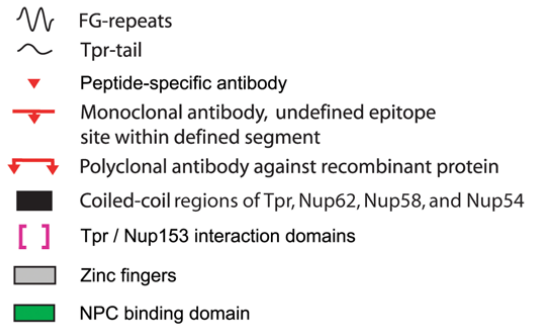 FG-repeats
Tpr-tail
Peptide-specific antibody
Monoclonal antibody, undefined epitope
site within defined segment
Polyclonal antibody against recombinant protein
Coiled-coil regions of Tpr, Nup62, Nup58, and Nup54
Tpr / Nup153 interaction domains
Zinc fingers
NPC binding domain